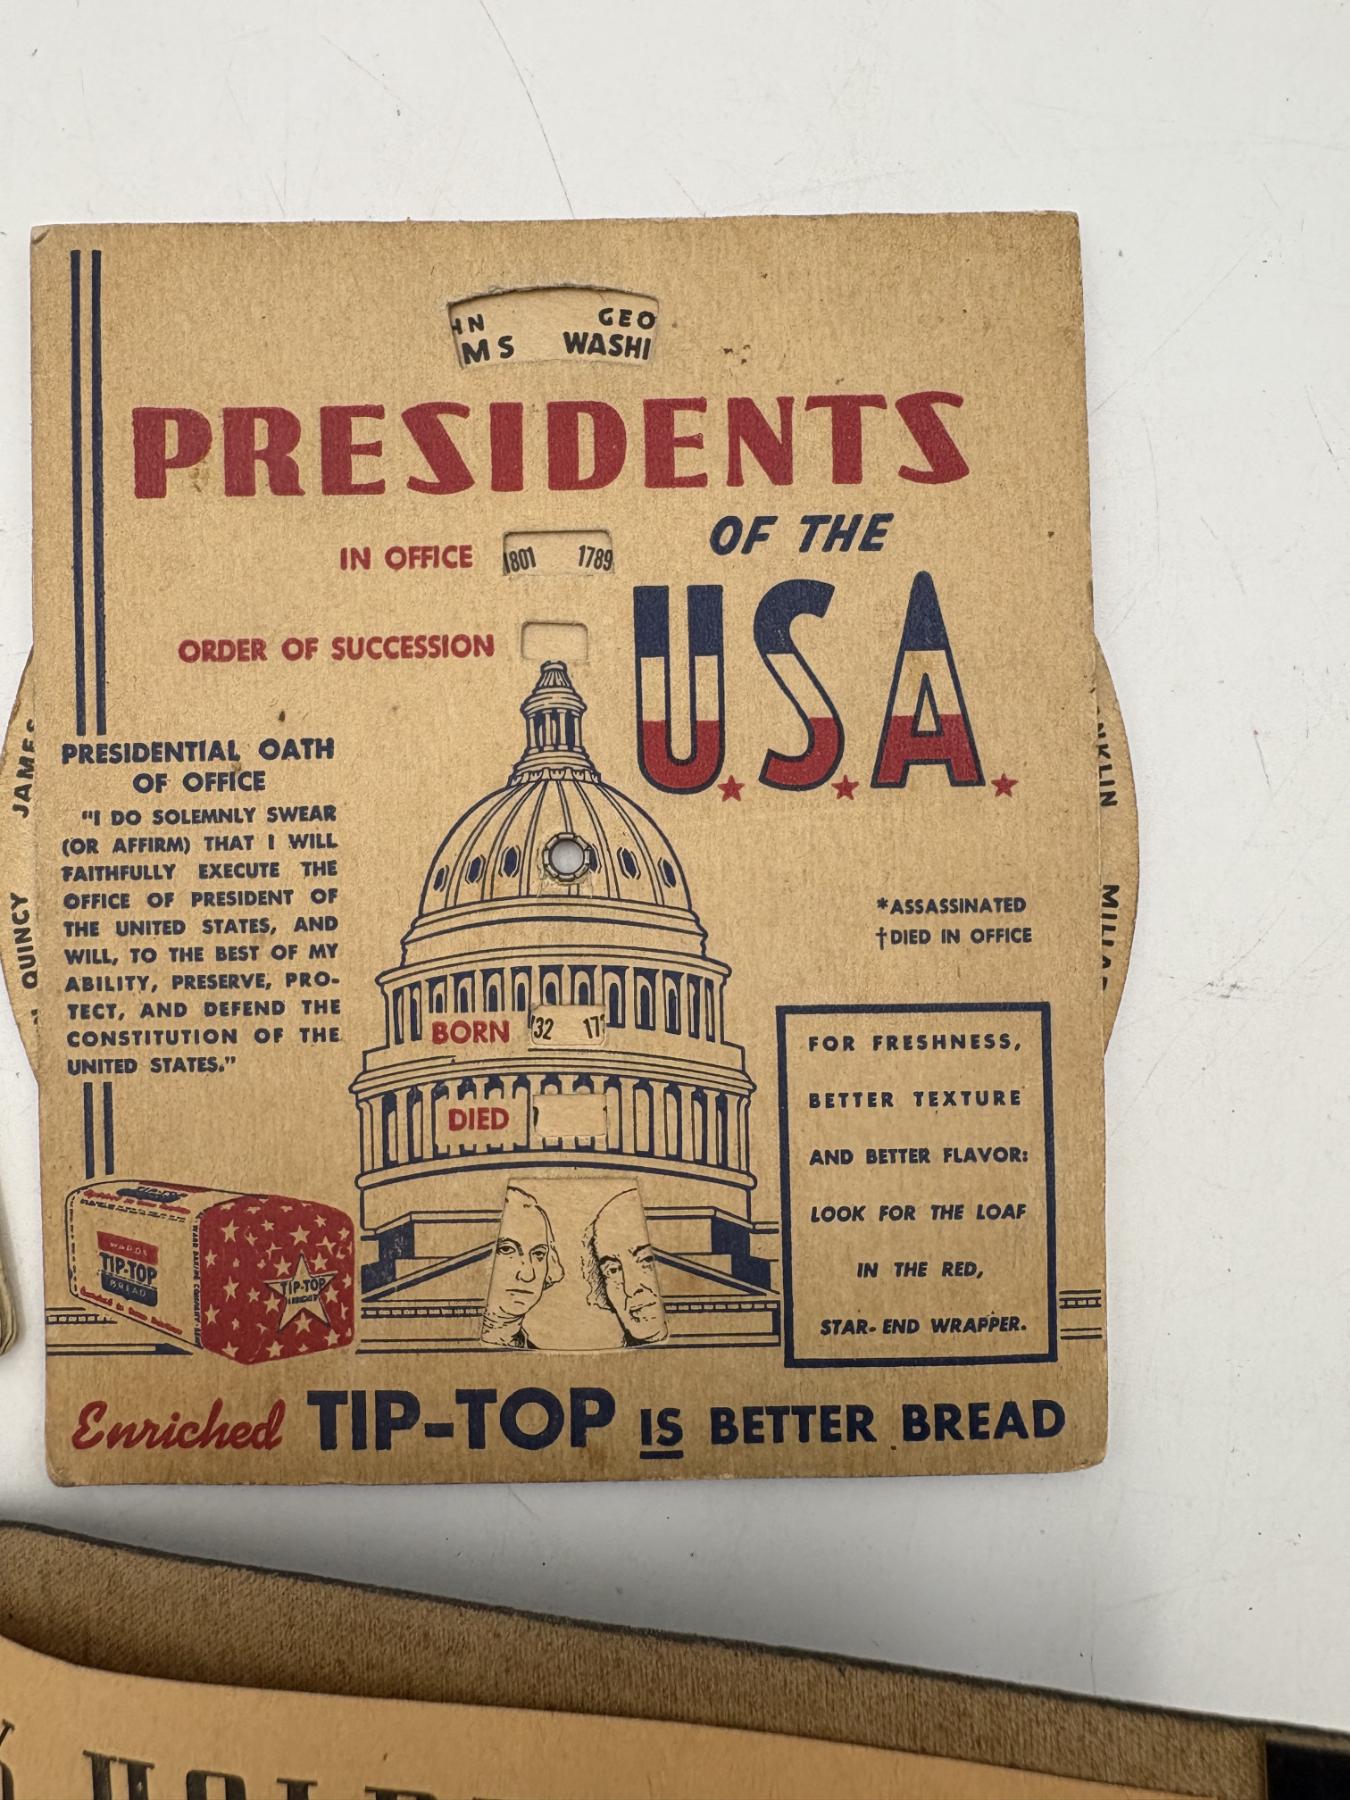 HN GEO
MS WASHI
PRESIDENTS
OF THE
U.S.A.
IN OFFICE 1801 1789
ORDER OF SUCCESSION
PRESIDENTIAL OATH
OF OFFICE
"I DO SOLEMNLY SWEAR
(OR AFFIRM) THAT I WILL
FAITHFULLY EXECUTE THE
OFFICE OF PRESIDENT OF
THE UNITED STATES, AND
WILL, TO THE BEST OF MY
ABILITY, PRESERVE, PRO-
TECT, AND DEFEND THE
CONSTITUTION OF THE
UNITED STATES."
JAMES
QUINCY
NKLIN
*ASSASSINATED
†DIED IN OFFICE
BORN '32 17
DIED
FOR FRESHNESS,
BETTER TEXTURE
AND BETTER FLAVOR:
LOOK FOR THE LOAF
IN THE RED,
STAR-END WRAPPER.
WARD'S
TIP-TOP
BREAD
TIP-TOP
Enriched TIP-TOP IS BETTER BREAD